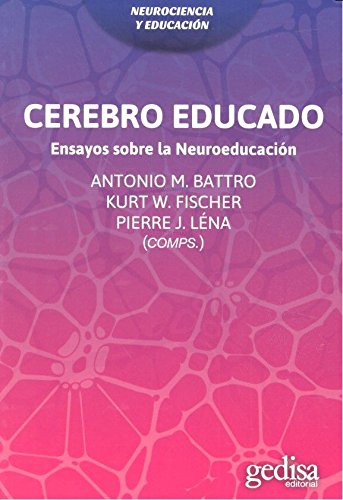 NEUROCIENCIA
Y EDUCACIÓN
CEREBRO EDUCADO
Ensayos sobre la Neuroeducación
ANTONIO M. BATTRO
KURT W. FISCHER
PIERRE J. LÉNA
(COMPS.)
gedisa
editorial